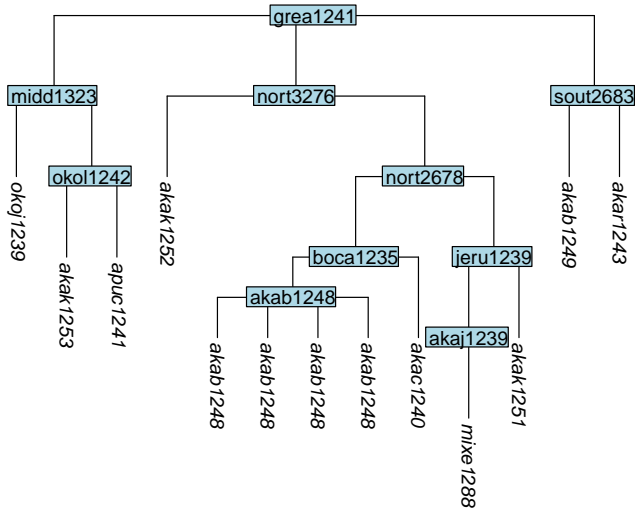 grea1241
midd1323
nort3276
sout2683
okoj1239
okol1242
akak1252
nort2678
akab1249
akar1243
akak1253
apuc1241
boca1235
jeru1239
akab1248
akab1248
akab1248
akab1248
akab1248
akac1240
akaj1239
akak1251
mixe1288